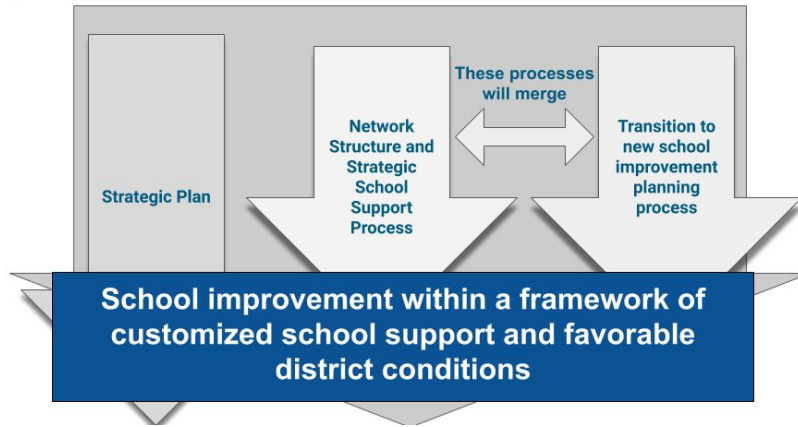 These processes
will merge
Strategic Plan
Network
Structure and
Strategic
School
Support
Process
Transition to
new school
improvement
planning
process
School improvement within a framework of
customized school support and favorable
district conditions